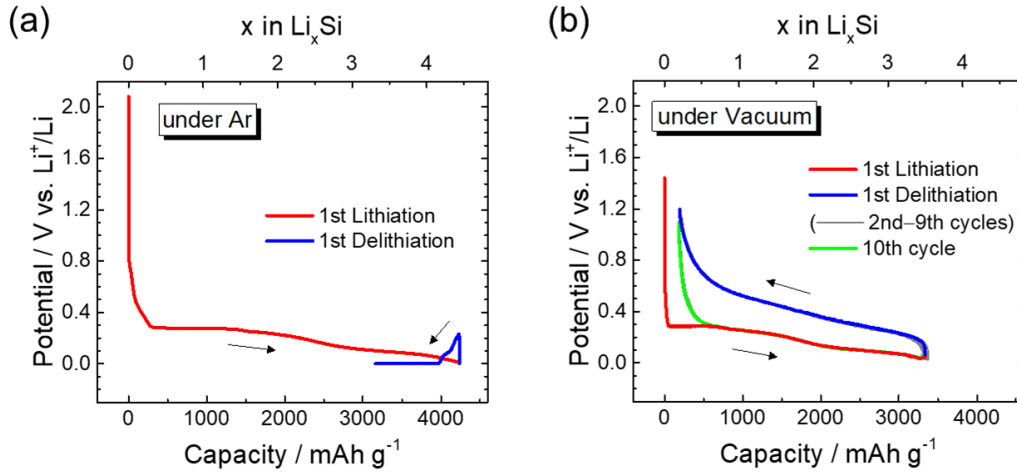 (a)
x in LiₓSi
0 1 2 3 4
under Ar
1st Lithiation
1st Delithiation
2.0
1.6
1.2
0.8
0.4
0.0
Potential / V vs. Li⁺/Li
0 1000 2000 3000 4000
Capacity / mAh g⁻¹
(b)
x in LiₓSi
0 1 2 3 4
under Vacuum
1st Lithiation
1st Delithiation
( 2nd–9th cycles)
10th cycle
2.0
1.6
1.2
0.8
0.4
0.0
Potential / V vs. Li⁺/Li
0 1000 2000 3000 4000
Capacity / mAh g⁻¹